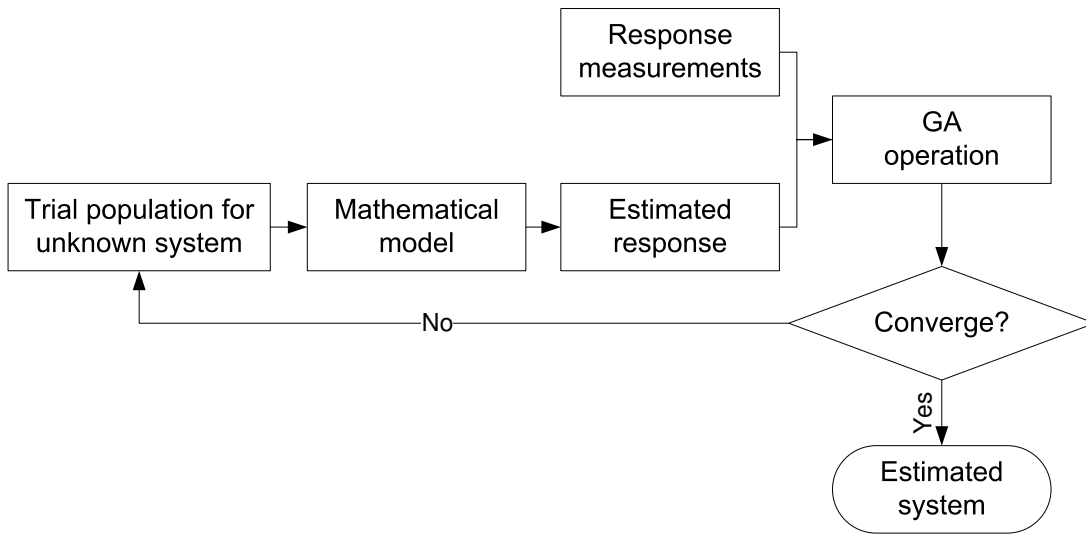 Response
measurements
GA
operation
Trial population for
unknown system
Mathematical
model
Estimated
response
No
Converge?
Yes
Estimated
system